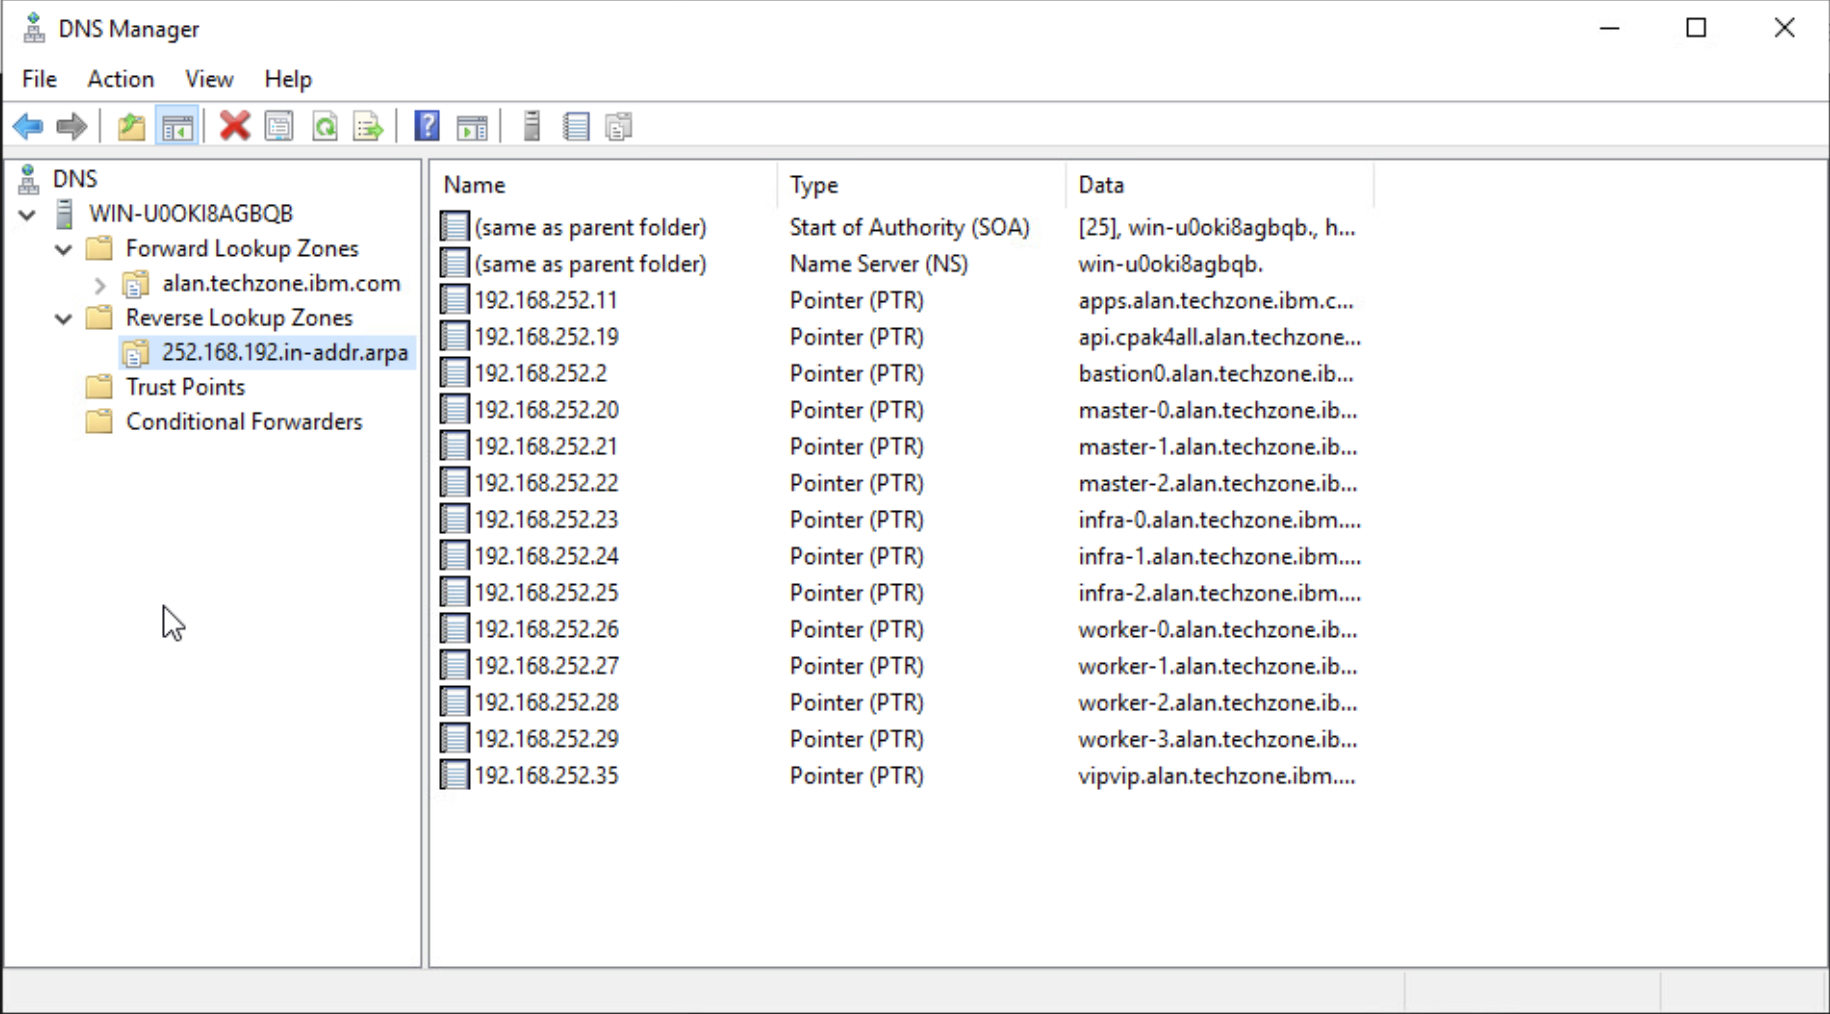 DNS Manager
File Action View Help
DNS
WIN-U0OKI8AGBQB
Forward Lookup Zones
alan.techzone.ibm.com
Reverse Lookup Zones
252.168.192.in-addr.arpa
Trust Points
Conditional Forwarders
Name Type Data
(same as parent folder) Start of Authority (SOA) [25], win-u0oki8agbqb., h...
(same as parent folder) Name Server (NS) win-u0oki8agbqb.
192.168.252.11 Pointer (PTR) apps.alan.techzone.ibm.c...
192.168.252.19 Pointer (PTR) api.cpak4all.alan.techzone...
192.168.252.2 Pointer (PTR) bastion0.alan.techzone.ib...
192.168.252.20 Pointer (PTR) master-0.alan.techzone.ib...
192.168.252.21 Pointer (PTR) master-1.alan.techzone.ib...
192.168.252.22 Pointer (PTR) master-2.alan.techzone.ib...
192.168.252.23 Pointer (PTR) infra-0.alan.techzone.ibm....
192.168.252.24 Pointer (PTR) infra-1.alan.techzone.ibm....
192.168.252.25 Pointer (PTR) infra-2.alan.techzone.ibm....
192.168.252.26 Pointer (PTR) worker-0.alan.techzone.ib...
192.168.252.27 Pointer (PTR) worker-1.alan.techzone.ib...
192.168.252.28 Pointer (PTR) worker-2.alan.techzone.ib...
192.168.252.29 Pointer (PTR) worker-3.alan.techzone.ib...
192.168.252.35 Pointer (PTR) vipvip.alan.techzone.ibm....